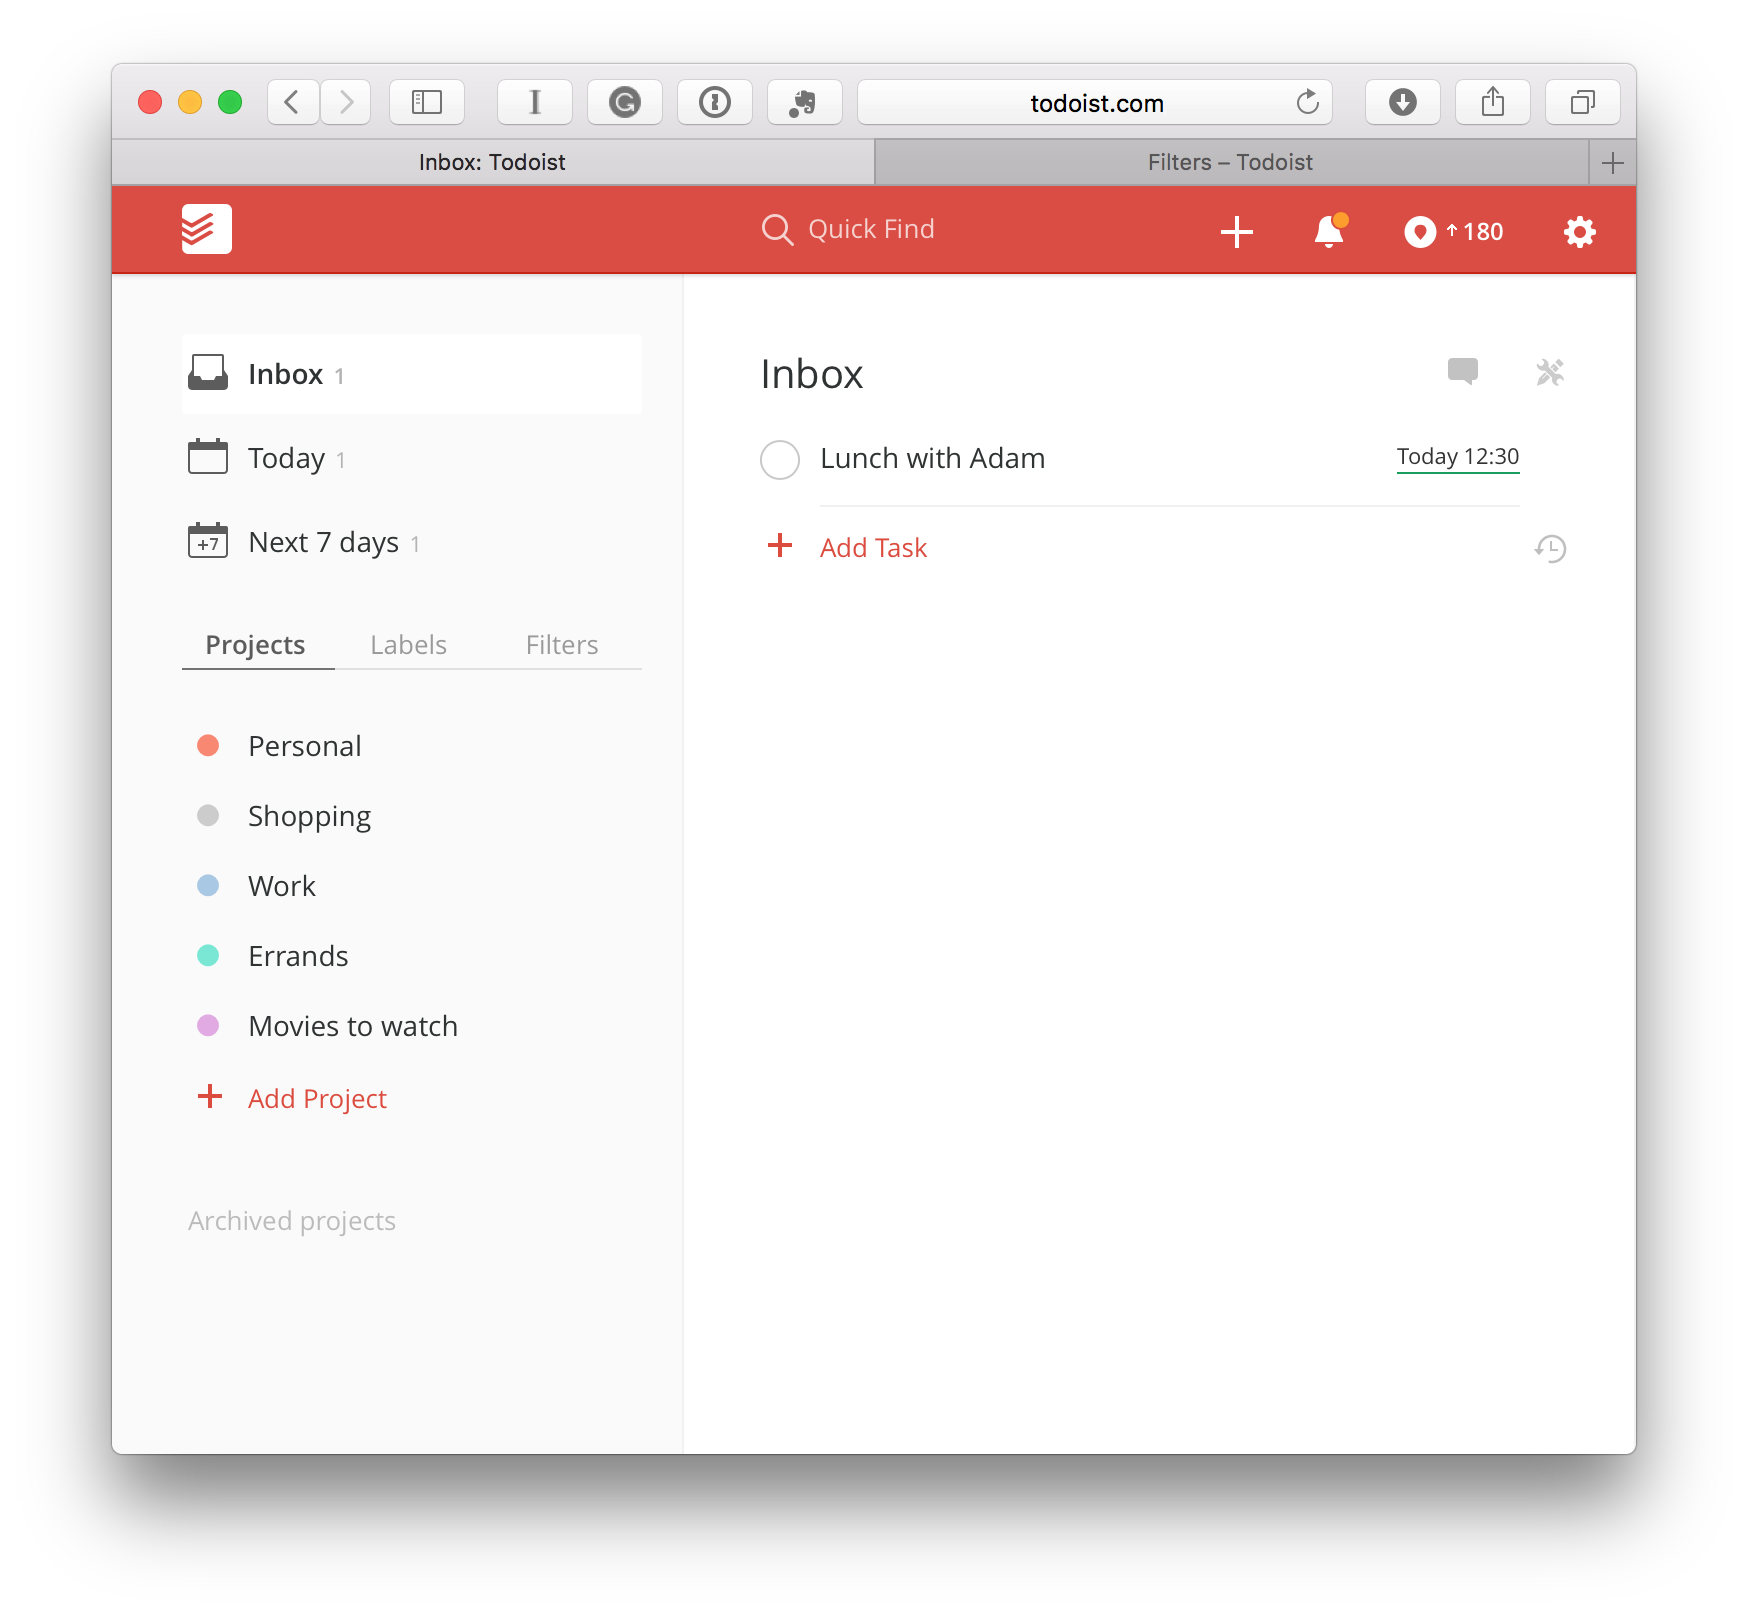 todoist.com
Inbox: Todoist
Filters – Todoist
Quick Find
180
Inbox 1
Today 1
+7
Next 7 days 1
Projects
Labels
Filters
Personal
Shopping
Work
Errands
Movies to watch
Add Project
Archived projects
Inbox
Lunch with Adam
Today 12:30
Add Task